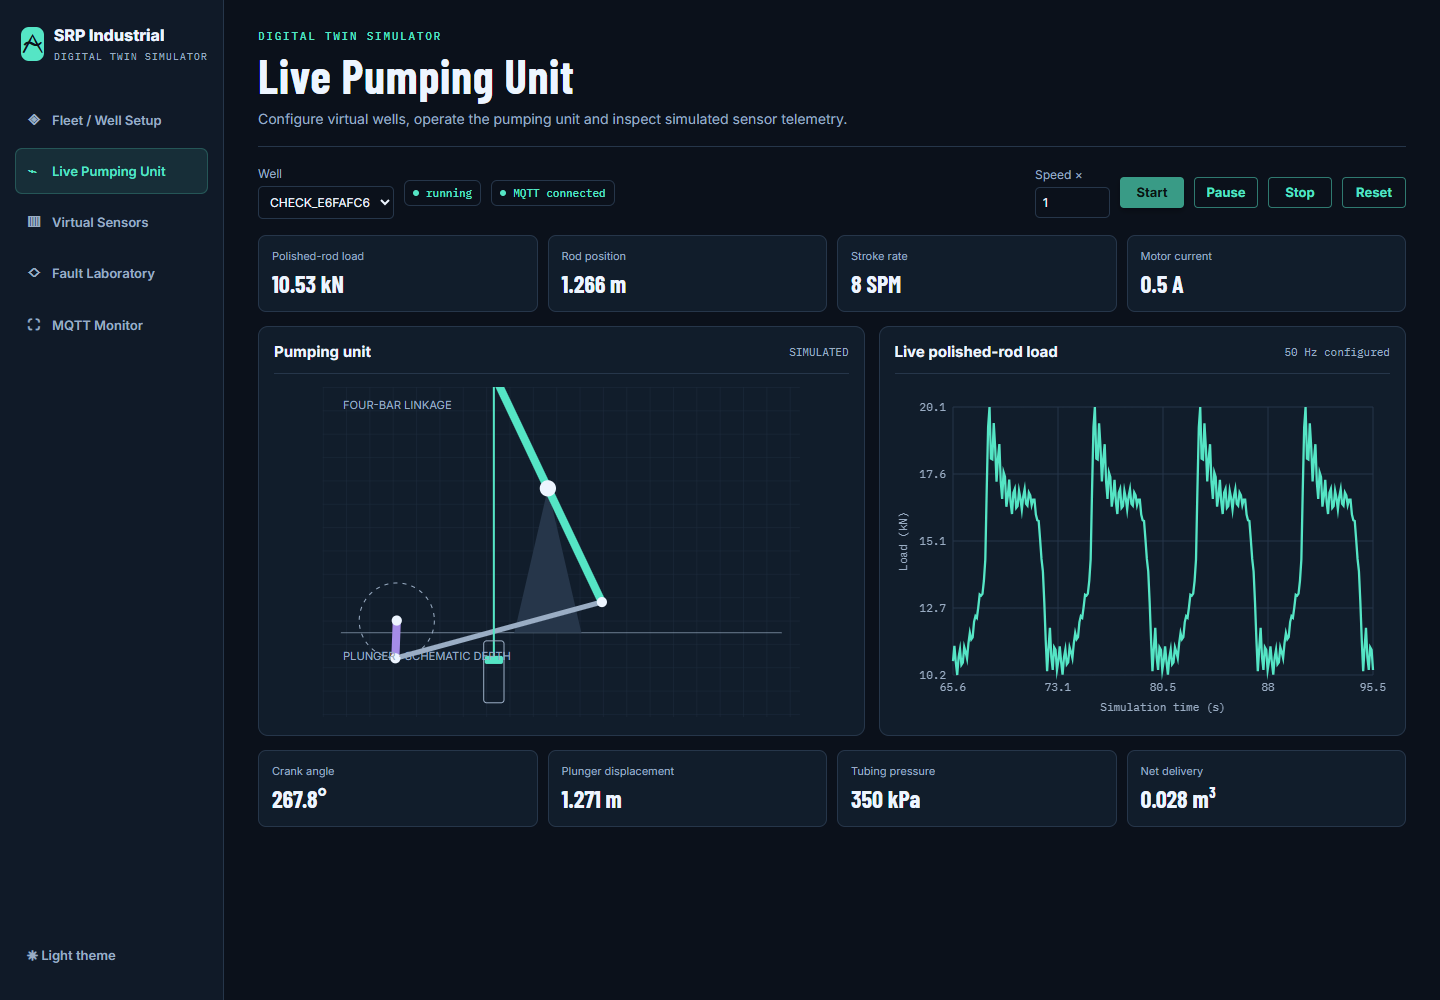 SRP Industrial
DIGITAL TWIN SIMULATOR
Fleet / Well Setup
Live Pumping Unit
Virtual Sensors
Fault Laboratory
MQTT Monitor
Light theme
DIGITAL TWIN SIMULATOR
Live Pumping Unit
Configure virtual wells, operate the pumping unit and inspect simulated sensor telemetry.
Well
CHECK_E6FAFC6
running
MQTT connected
Speed ×
1
Start
Pause
Stop
Reset
Polished-rod load
10.53 kN
Rod position
1.266 m
Stroke rate
8 SPM
Motor current
0.5 A
Pumping unit
SIMULATED
FOUR-BAR LINKAGE
PLUNGER SCHEMATIC DEPTH
Live polished-rod load
50 Hz configured
20.1
17.6
15.1
12.7
10.2
Load (kN)
65.6 73.1 80.5 88 95.5
Simulation time (s)
Crank angle
267.8°
Plunger displacement
1.271 m
Tubing pressure
350 kPa
Net delivery
0.028 m³